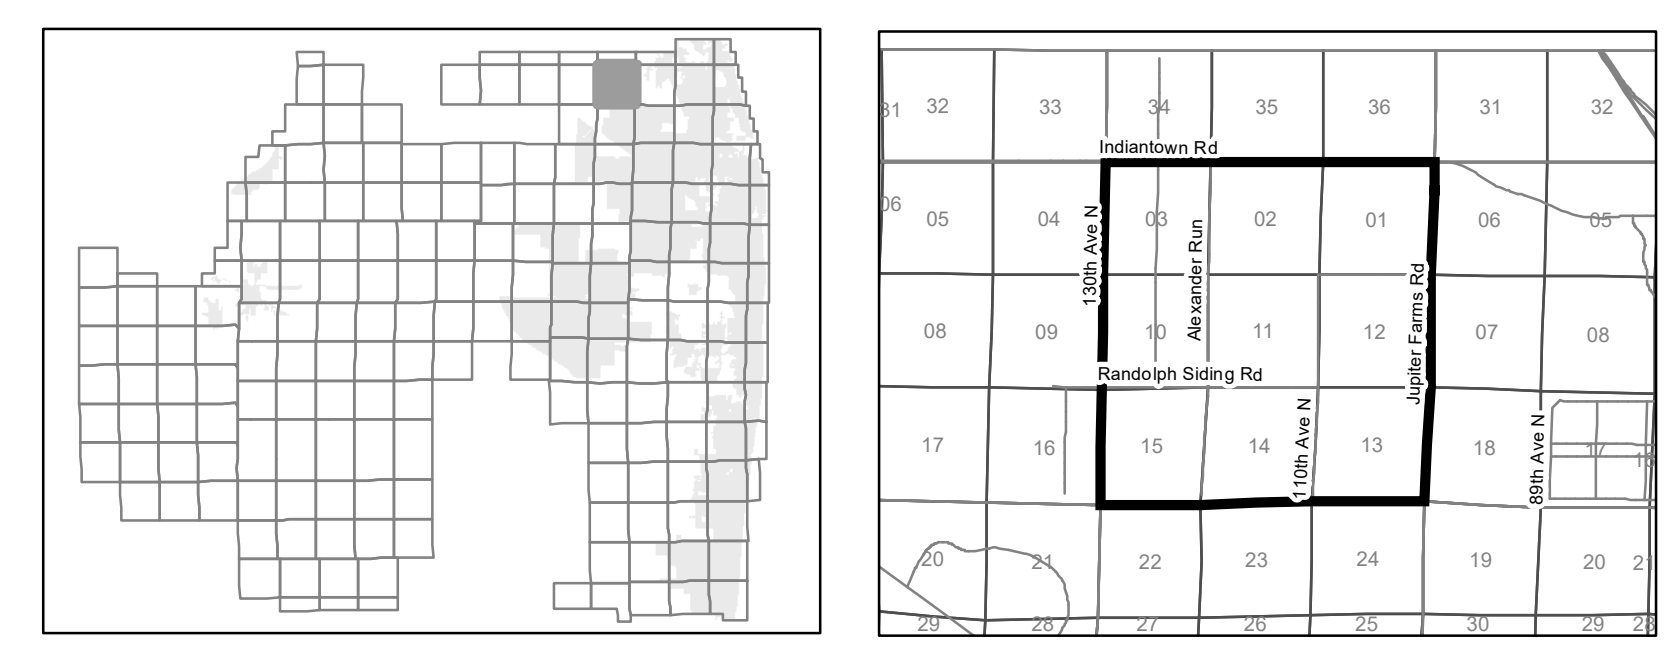 31 32 33 34 35 36 31 32
Indiantown Rd
06 05 04 03 02 01 06 05
130th Ave N
Alexander Run
Jupiter Farms Rd
08 09 10 11 12 07 08
Randolph Siding Rd
110th Ave N
89th Ave N
17 16 15 14 13 18 17 16
20 21 22 23 24 19 20 21
29 28 27 26 25 30 29 28